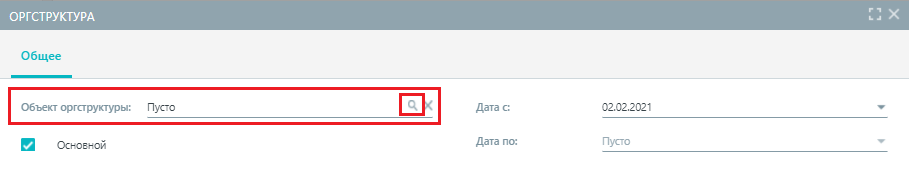 ОРГСТРУКТУРА
Общее
Объект оргструктуры: Пусто Дата с: 02.02.2021
Основной Дата по: Пусто